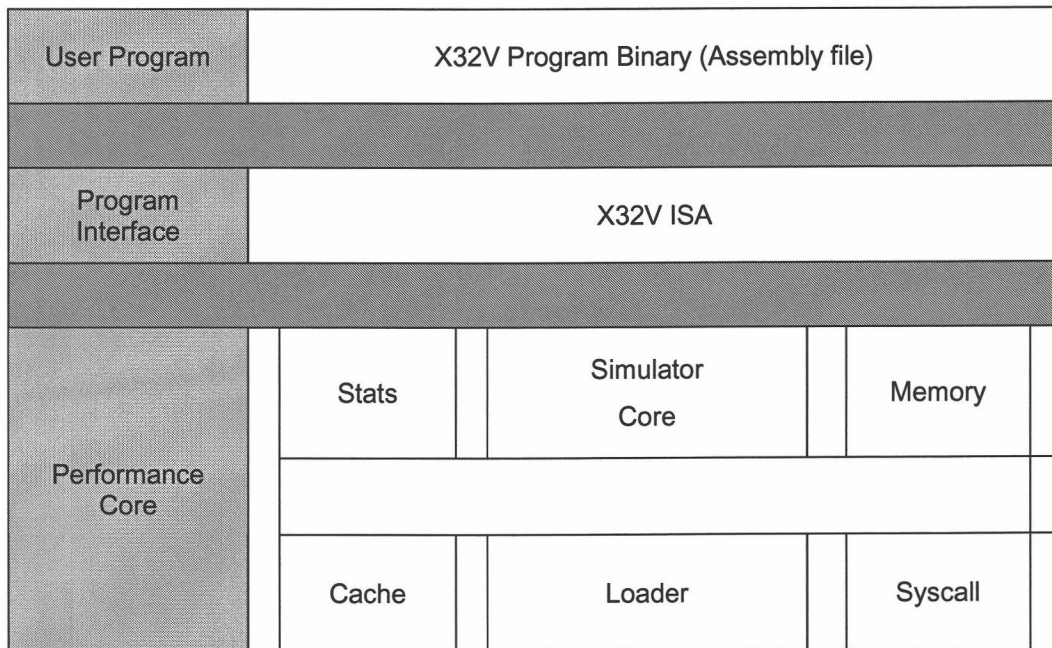 User Program
X32V Program Binary (Assembly file)
Program
Interface
X32V ISA
Stats
Simulator
Core
Memory
Performance
Core
Cache
Loader
Syscall